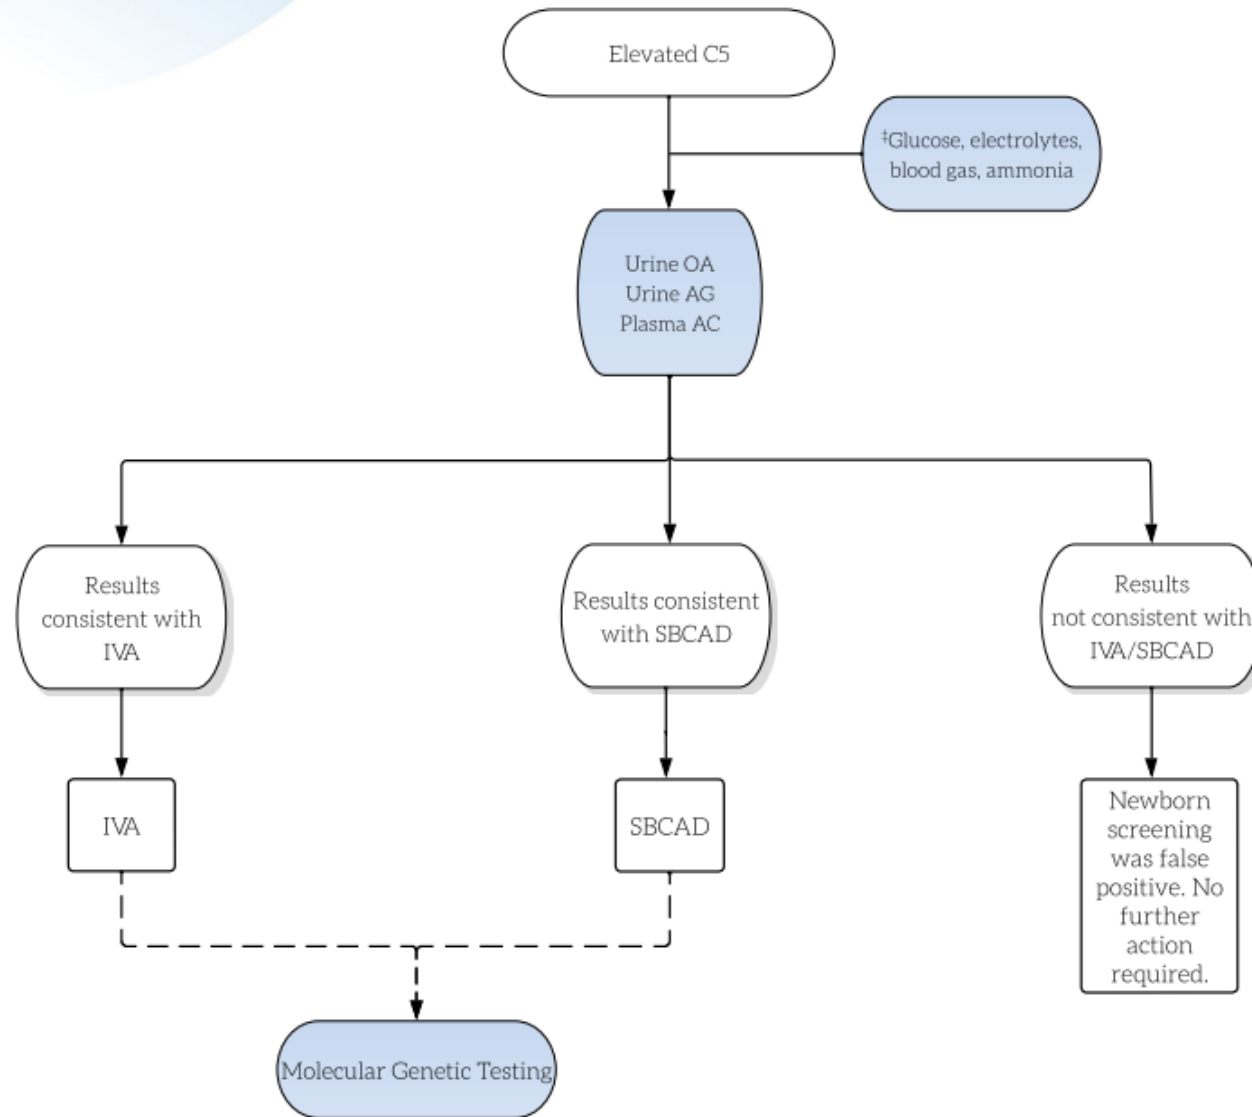 Elevated C5
‡Glucose, electrolytes,
blood gas, ammonia
Urine OA
Urine AG
Plasma AC
Results
consistent with
IVA
Results consistent
with SBCAD
Results
not consistent with
IVA/SBCAD
IVA
SBCAD
Newborn
screening
was false
positive. No
further
action
required.
Molecular Genetic Testing